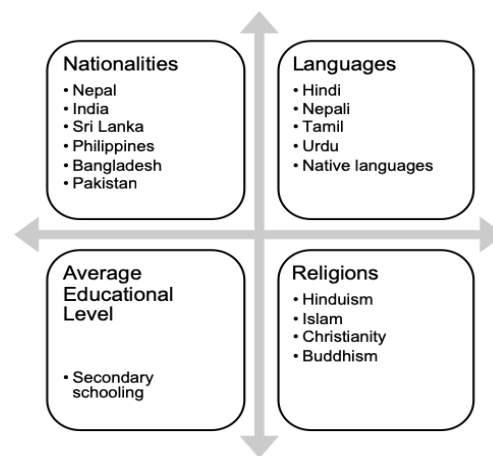 Nationalities
• Nepal
• India
• Sri Lanka
• Philippines
• Bangladesh
• Pakistan
Languages
• Hindi
• Nepali
• Tamil
• Urdu
• Native languages
Average
Educational
Level
• Secondary
schooling
Religions
• Hinduism
• Islam
• Christianity
• Buddhism